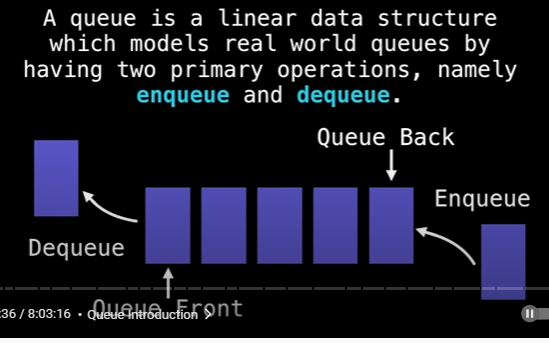 A queue is a linear data structure
which models real world queues by
having two primary operations, namely
enqueue and dequeue.
Queue Back
Enqueue
Dequeue
Queue Front
:36 / 8:03:16 • Queue Introduction >